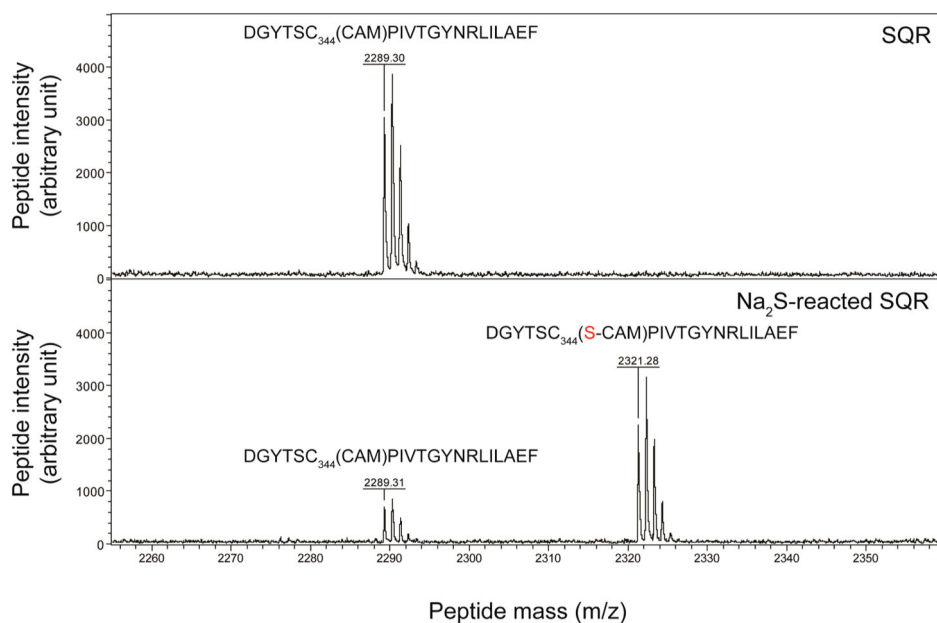 DGYTSC₃₄₄(CAM)PIVTGYNRLILAEF
SQR
2289.30
Peptide intensity
(arbitrary unit)
4000
3000
2000
1000
0
Na₂S-reacted SQR
DGYTSC₃₄₄(S-CAM)PIVTGYNRLILAEF
2321.28
DGYTSC₃₄₄(CAM)PIVTGYNRLILAEF
2289.31
Peptide intensity
(arbitrary unit)
4000
3000
2000
1000
0
2260 2270 2280 2290 2300 2310 2320 2330 2340 2350
Peptide mass (m/z)